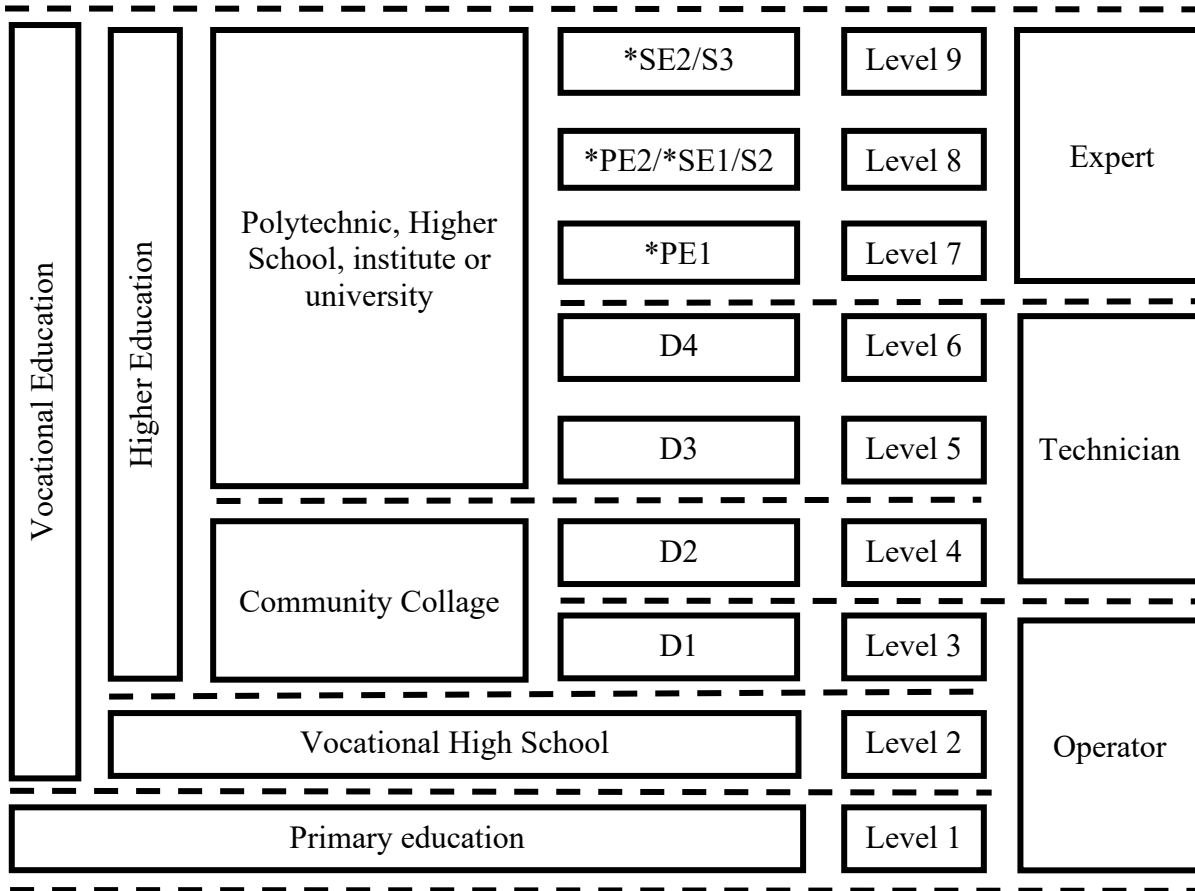 Vocational Education
Higher Education
Polytechnic, Higher
School, institute or
university
*SE2/S3
Level 9
*PE2/*SE1/S2
Level 8
Expert
*PE1
Level 7
D4
Level 6
D3
Level 5
Technician
Community Collage
D2
Level 4
D1
Level 3
Vocational High School
Level 2
Operator
Primary education
Level 1